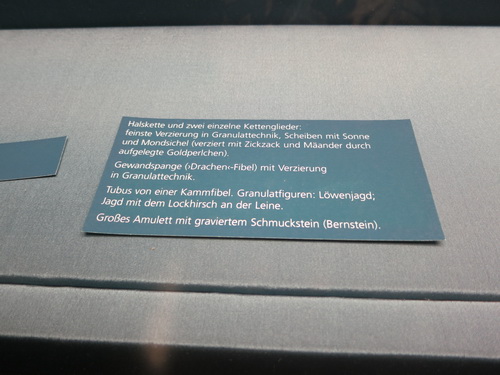 Halskette und zwei einzelne Kettenglieder:
feinste Verzierung in Granulattechnik, Scheiben mit Sonne
und Mondsichel (verziert mit Zickzack und Mäander durch
aufgelegte Goldperlchen).
Gewandspange (›Drachen‹-Fibel) mit Verzierung
in Granulattechnik.
Tubus von einer Kammfibel. Granulatfiguren: Löwenjagd;
Jagd mit dem Lockhirsch an der Leine.
Großes Amulett mit graviertem Schmuckstein (Bernstein).